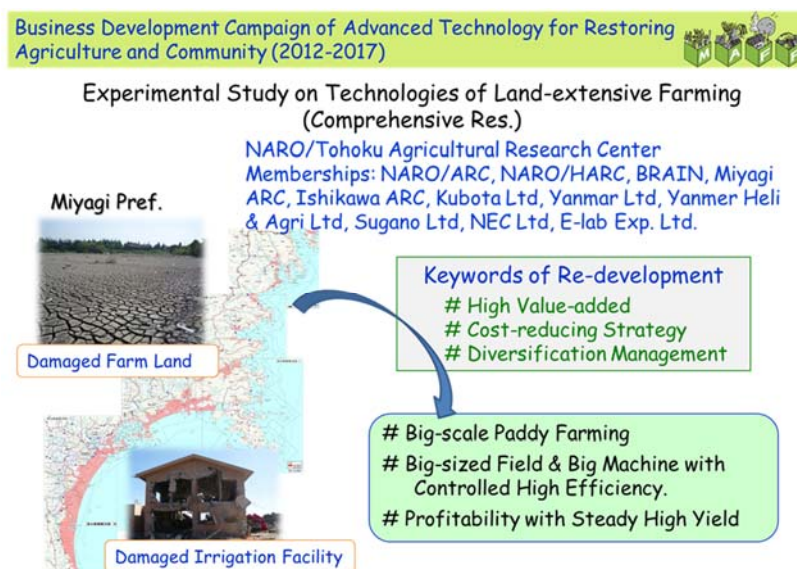 Business Development Campaign of Advanced Technology for Restoring
Agriculture and Community (2012-2017)
M A F F
Experimental Study on Technologies of Land-extensive Farming
(Comprehensive Res.)
NARO/Tohoku Agricultural Research Center
Memberships: NARO/ARC, NARO/HARC, BRAIN, Miyagi
ARC, Ishikawa ARC, Kubota Ltd, Yanmar Ltd, Yanmer Heli
& Agri Ltd, Sugano Ltd, NEC Ltd, E-lab Exp. Ltd.
Miyagi Pref.
Damaged Farm Land
Keywords of Re-development
# High Value-added
# Cost-reducing Strategy
# Diversification Management
# Big-scale Paddy Farming
# Big-sized Field & Big Machine with
Controlled High Efficiency.
# Profitability with Steady High Yield
Damaged Irrigation Facility